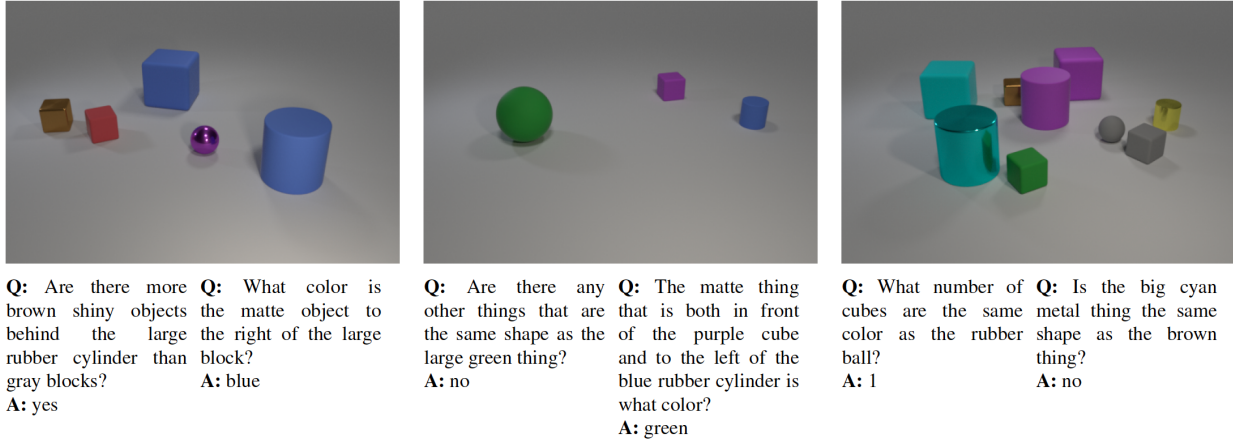 Q: Are there more
brown shiny objects
behind the large
rubber cylinder than
gray blocks?
A: yes
Q: What color is
the matte object to
the right of the large
block?
A: blue
Q: Are there any
other things that are
the same shape as the
large green thing?
A: no
Q: The matte thing
that is both in front
of the purple cube
and to the left of the
blue rubber cylinder is
what color?
A: green
Q: What number of
cubes are the same
color as the rubber
ball?
A: 1
Q: Is the big cyan
metal thing the same
shape as the brown
thing?
A: no